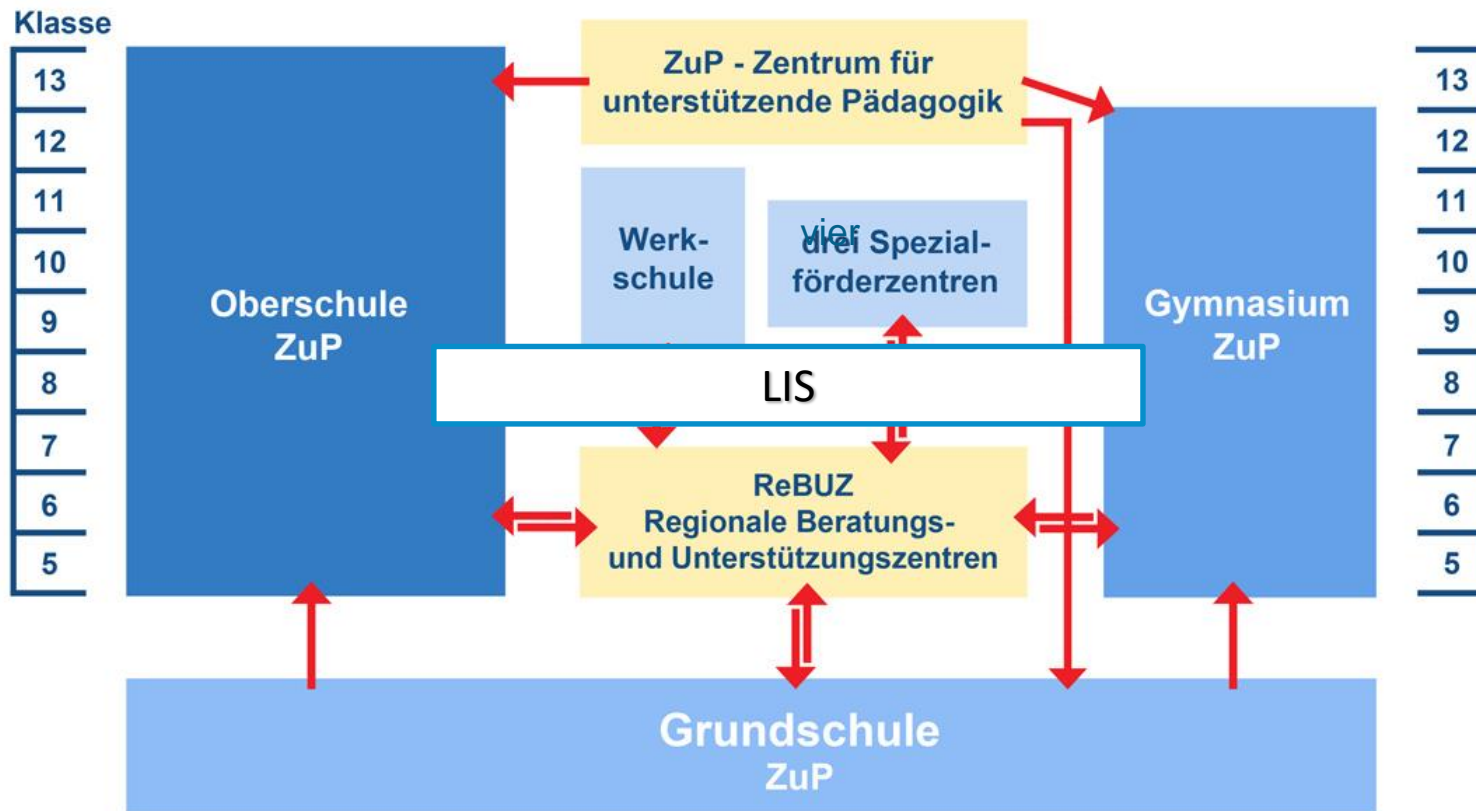 Klasse
13
12
11
10
9
8
7
6
5
ZuP - Zentrum für
unterstützende Pädagogik
Oberschule
ZuP
Werk-
schule
vier
drei Spezial-
förderzentren
Gymnasium
ZuP
LIS
ReBUZ
Regionale Beratungs-
und Unterstützungszentren
13
12
11
10
9
8
7
6
5
Grundschule
ZuP